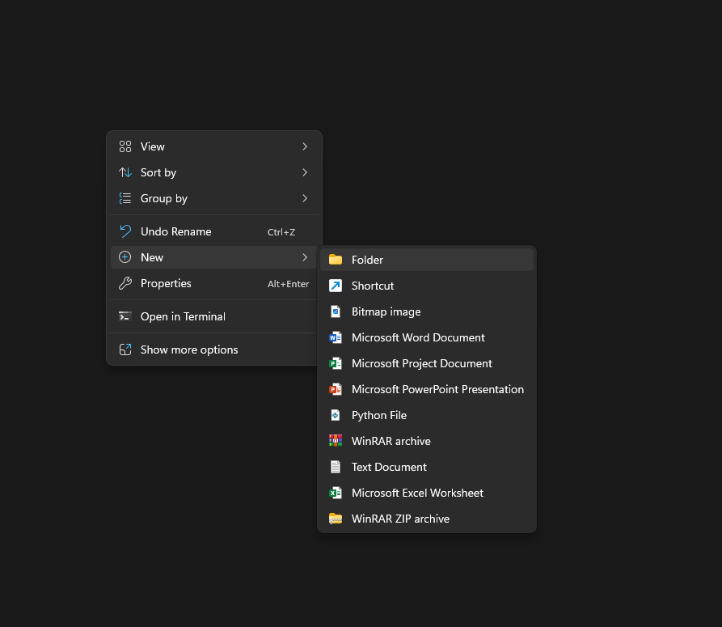 View
Sort by
Group by
Undo Rename Ctrl+Z
New
Properties Alt+Enter
Open in Terminal
Show more options
Folder
Shortcut
Bitmap image
Microsoft Word Document
Microsoft Project Document
Microsoft PowerPoint Presentation
Python File
WinRAR archive
Text Document
Microsoft Excel Worksheet
WinRAR ZIP archive